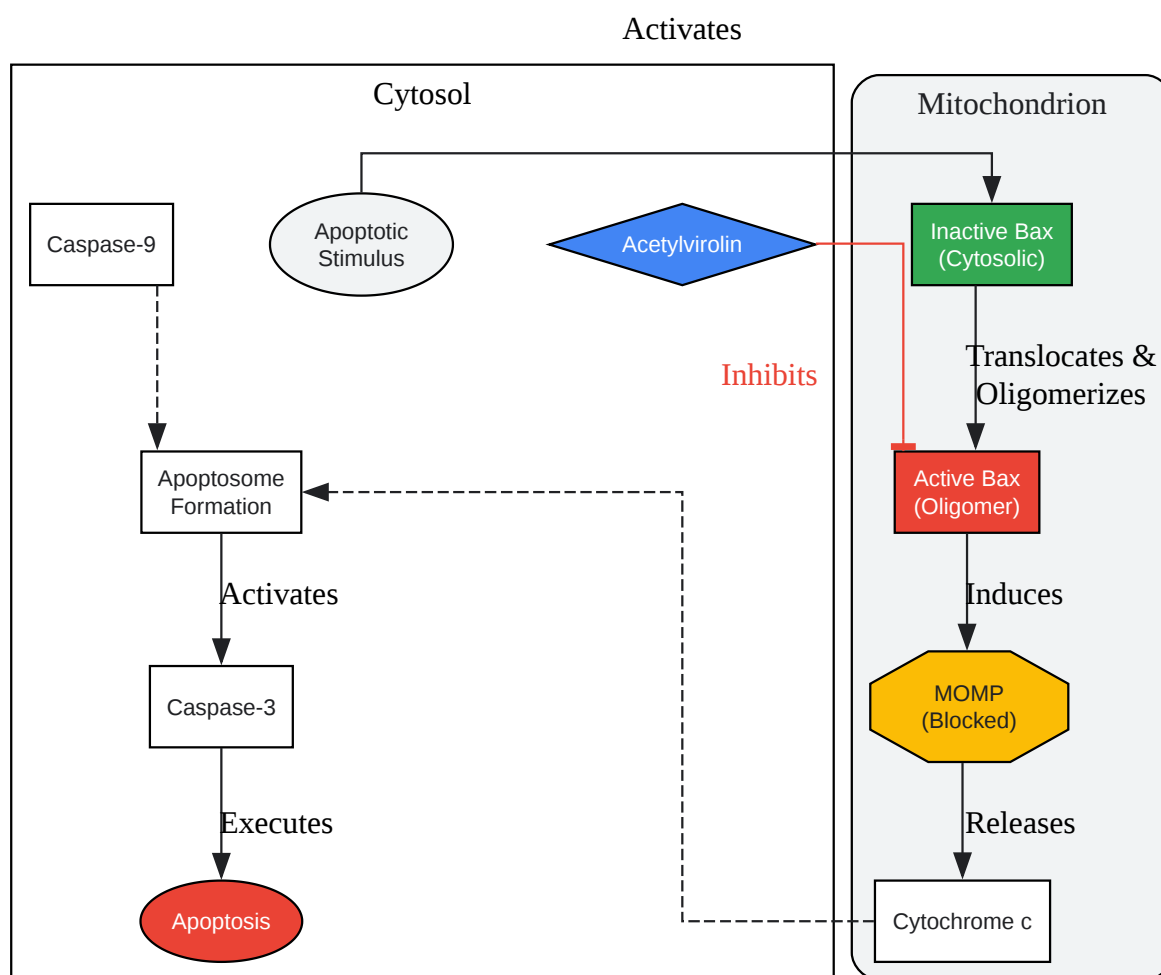 Activates
Cytosol
Mitochondrion
Caspase-9
Apoptotic
Stimulus
Acetylvirolin
Inactive Bax
(Cytosolic)
Inhibits
Translocates &
Oligomerizes
Apoptosome
Formation
Active Bax
(Oligomer)
Activates
Induces
Caspase-3
MOMP
(Blocked)
Executes
Releases
Apoptosis
Cytochrome c